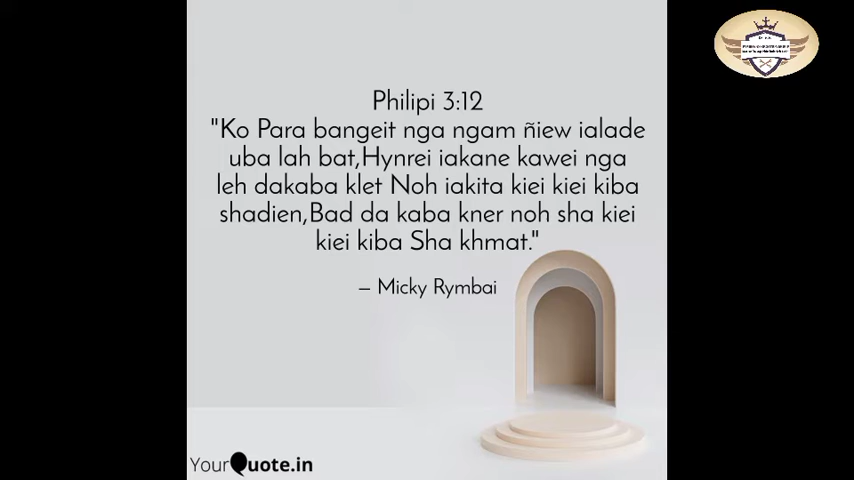 Philipi 3:12
"Ko Para bangeit nga ngam ñiew ialade
uba lah bat,Hynrei iakane kawei nga
leh dakaba klet Noh iakita kiei kiei kiba
shadien,Bad da kaba kner noh sha kiei
kiei kiba Sha khmat."
– Micky Rymbai
YourQuote.in